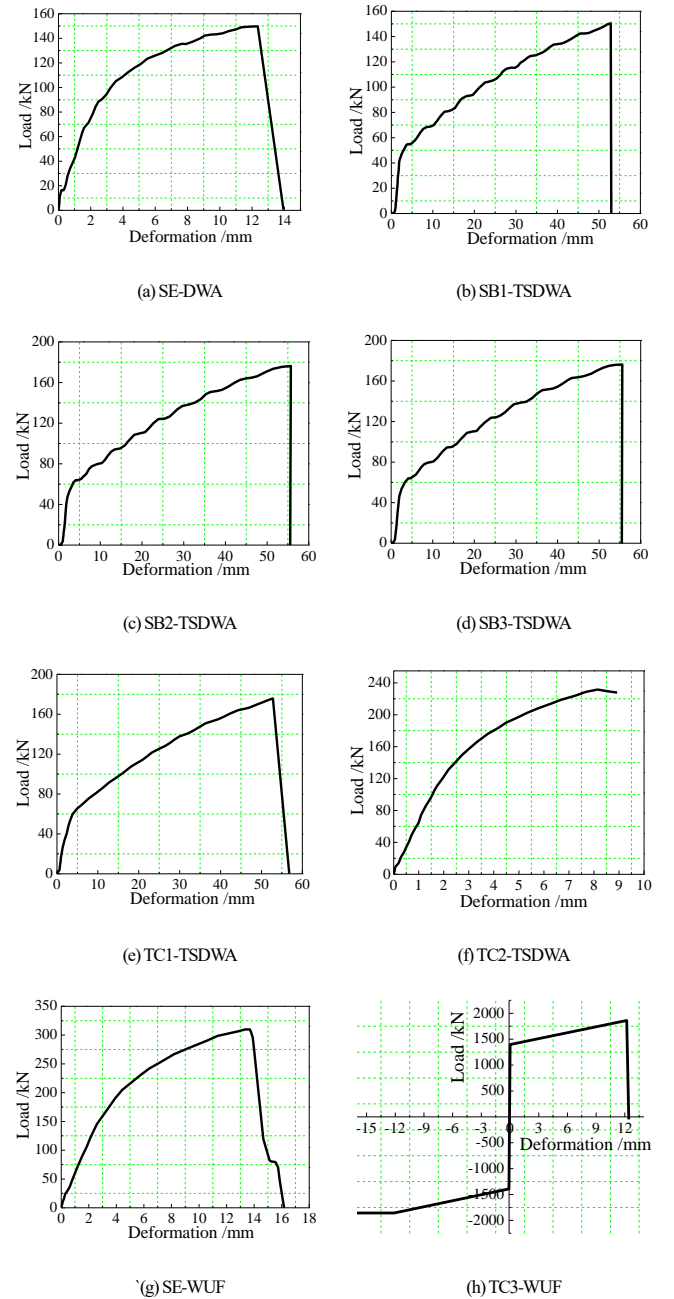 160
140
120
100
80
60
40
20
0
Load /kN
0 2 4 6 8 10 12 14
Deformation /mm
(a) SE-DWA
160
140
120
100
80
60
40
20
0
Load /kN
0 10 20 30 40 50 60
Deformation /mm
(b) SB1-TSDWA
200
160
120
80
40
0
Load /kN
0 10 20 30 40 50 60
Deformation /mm
(c) SB2-TSDWA
200
160
120
80
40
0
Load /kN
0 10 20 30 40 50 60
Deformation /mm
(d) SB3-TSDWA
200
160
120
80
40
0
Load /kN
0 10 20 30 40 50 60
Deformation /mm
(e) TC1-TSDWA
240
200
160
120
80
40
0
Load /kN
0 1 2 3 4 5 6 7 8 9 10
Deformation /mm
(f) TC2-TSDWA
350
300
250
200
150
100
50
0
Load /kN
0 2 4 6 8 10 12 14 16 18
Deformation /mm
`(g) SE-WUF
2000
1500
1000
500
Load /kN
-15 -12 -9 -6 -3 0 3 6 9 12
Deformation /mm
-500
-1000
-1500
-2000
(h) TC3-WUF